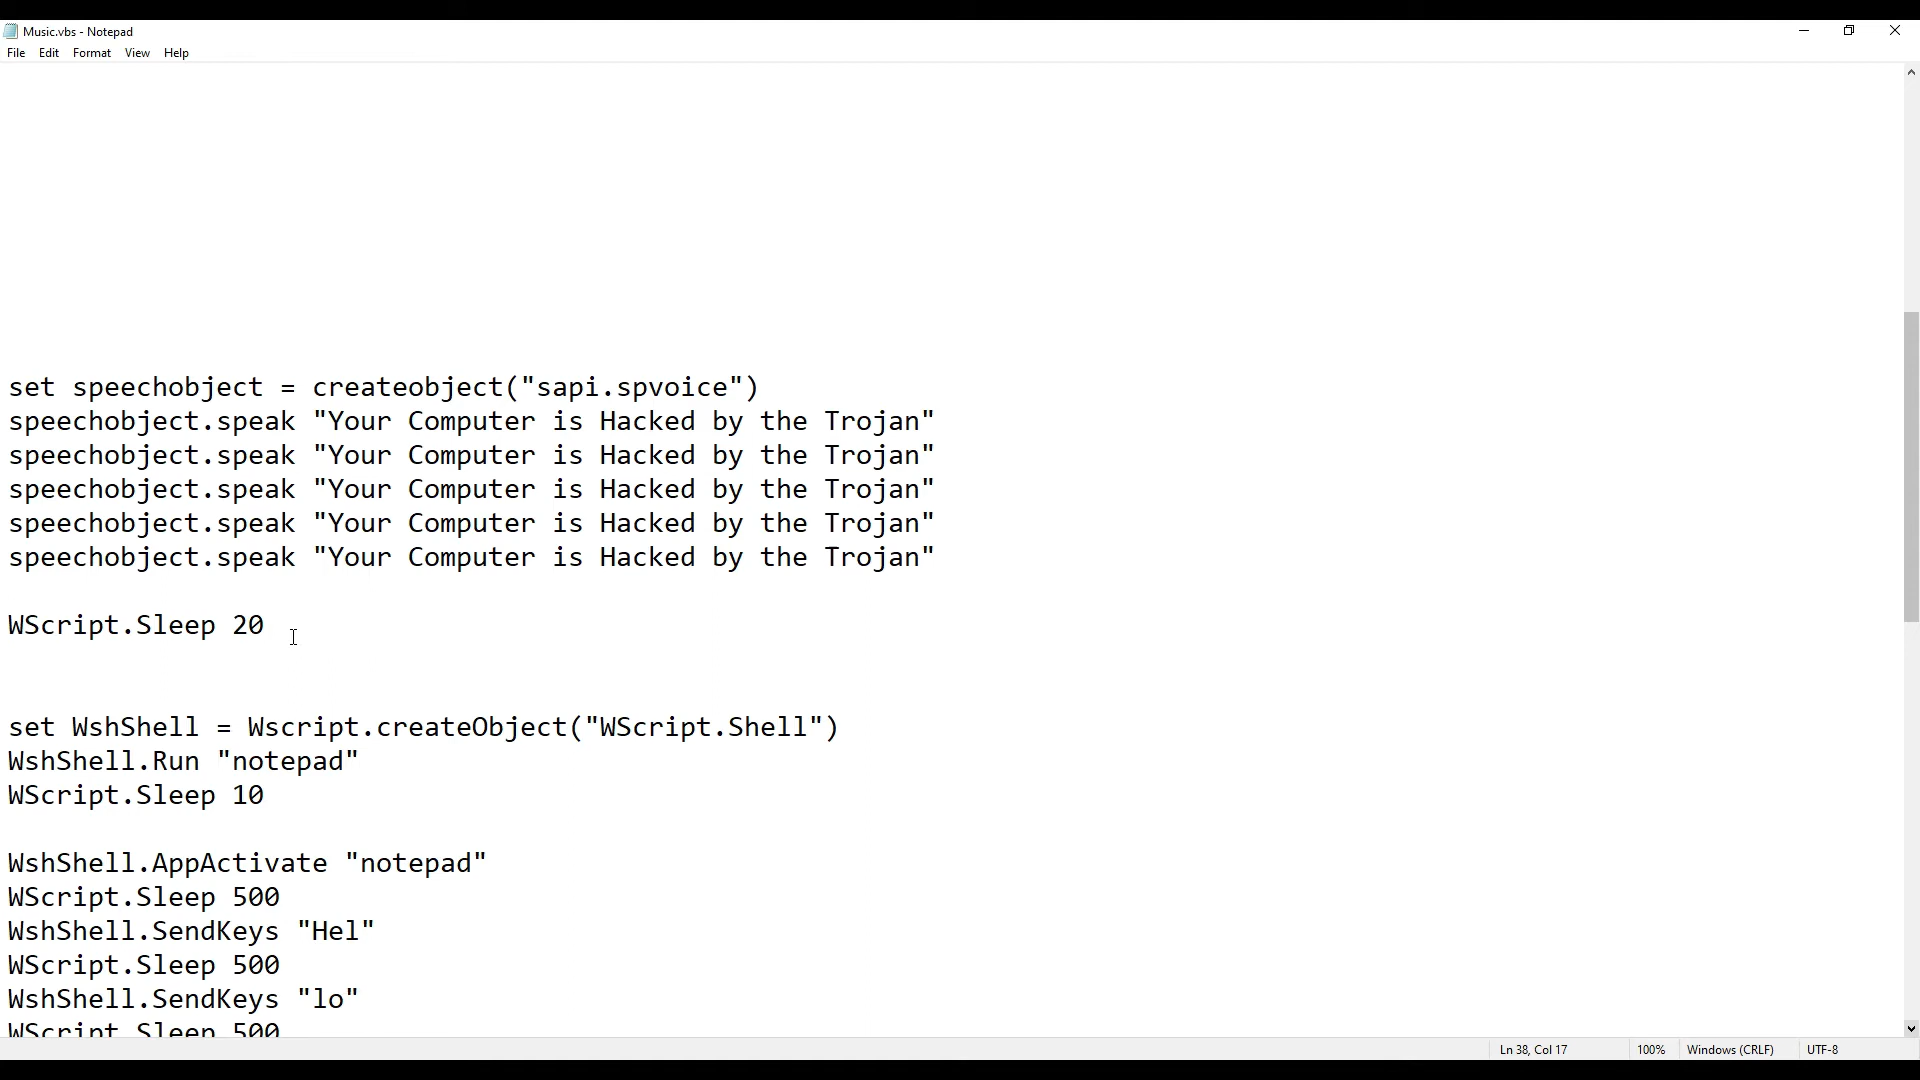 Music.vbs - Notepad
File Edit Format View Help
set speechobject = createobject("sapi.spvoice")
speechobject.speak "Your Computer is Hacked by the Trojan"
speechobject.speak "Your Computer is Hacked by the Trojan"
speechobject.speak "Your Computer is Hacked by the Trojan"
speechobject.speak "Your Computer is Hacked by the Trojan"
speechobject.speak "Your Computer is Hacked by the Trojan"
WScript.Sleep 20
set WshShell = Wscript.createObject("WScript.Shell")
WshShell.Run "notepad"
WScript.Sleep 10
WshShell.AppActivate "notepad"
WScript.Sleep 500
WshShell.SendKeys "Hel"
WScript.Sleep 500
WshShell.SendKeys "lo"
WScript.Sleep 500
Ln 38, Col 17 100% Windows (CRLF) UTF-8